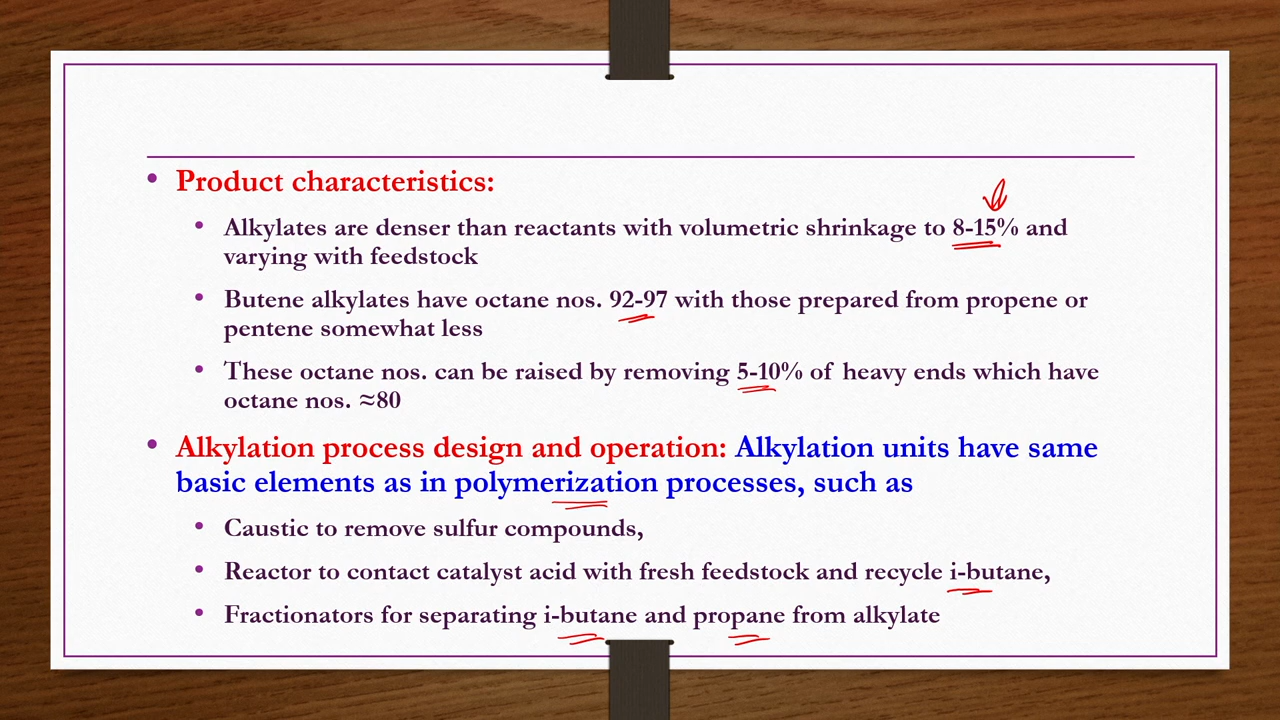 • Product characteristics:
• Alkylates are denser than reactants with volumetric shrinkage to 8-15% and
varying with feedstock
• Butene alkylates have octane nos. 92-97 with those prepared from propene or
pentene somewhat less
• These octane nos. can be raised by removing 5-10% of heavy ends which have
octane nos. ≈80
• Alkylation process design and operation: Alkylation units have same
basic elements as in polymerization processes, such as
• Caustic to remove sulfur compounds,
• Reactor to contact catalyst acid with fresh feedstock and recycle i-butane,
• Fractionators for separating i-butane and propane from alkylate